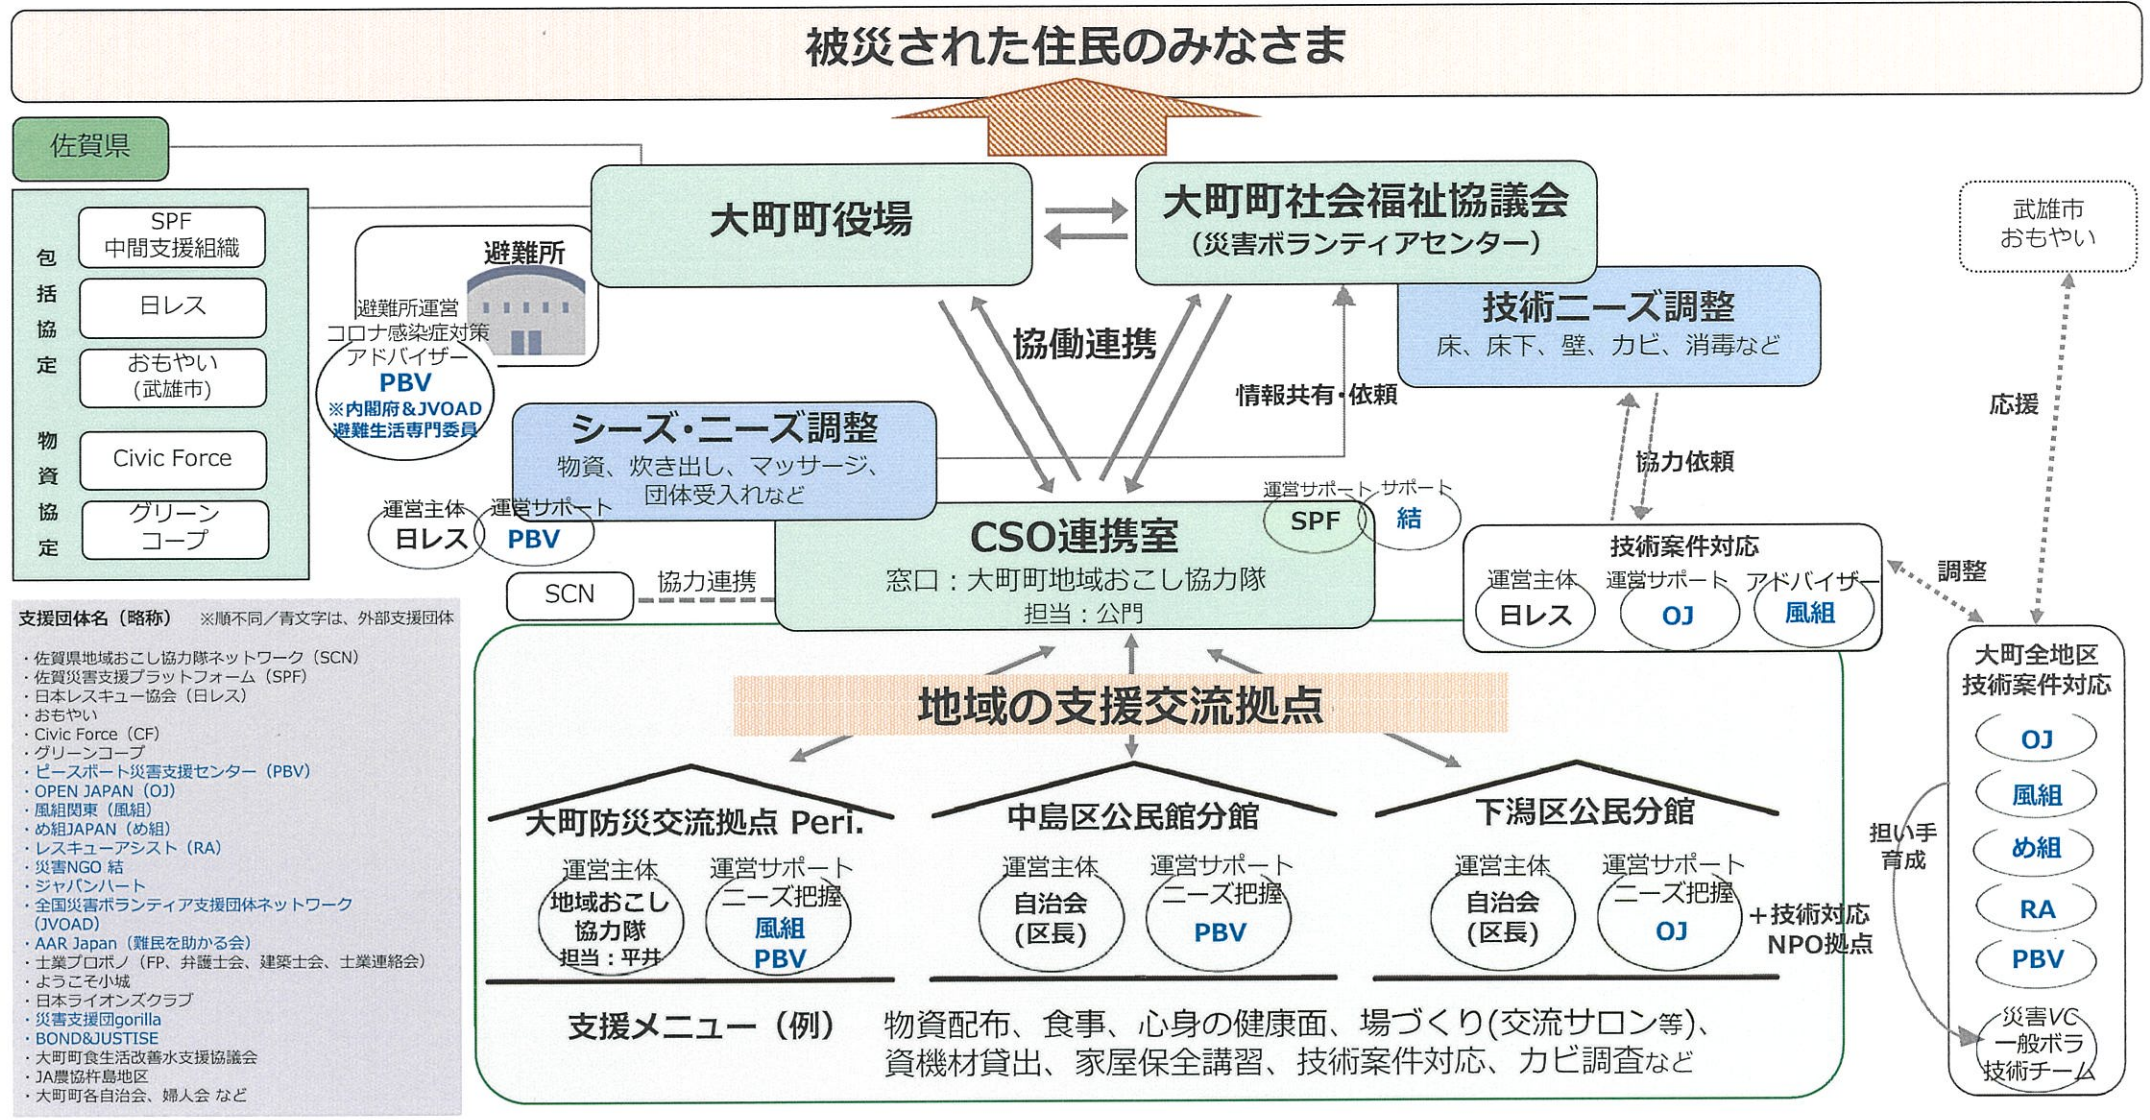 被災された住民のみなさま
佐賀県
包括協定
SPF
中間支援組織
日レス
おもやい
(武雄市)
物資協定
Civic Force
グリーン
コープ
大町町役場
大町町社会福祉協議会
（災害ボランティアセンター）
武雄市
おもやい
避難所
避難所運営
コロナ感染症対策
アドバイザー
PBV
※内閣府＆JVOAD
避難生活専門委員
技術ニーズ調整
床、床下、壁、カビ、消毒など
協働連携
情報共有・依頼
協力依頼
応援
調整
シーズ・ニーズ調整
物資、炊き出し、マッサージ、
団体受入れなど
運営主体
日レス
運営サポート
PBV
SCN
協力連携
CSO連携室
窓口：大町町地域おこし協力隊
担当：公門
運営サポート
SPF
サポート
結
技術案件対応
運営主体
日レス
運営サポート
OJ
アドバイザー
風組
大町全地区
技術案件対応
OJ
風組
め組
RA
PBV
災害VC
一般ボラ
技術チーム
担い手
育成
地域の支援交流拠点
大町防災交流拠点 Peri.
運営主体
地域おこし
協力隊
担当：平井
運営サポート
ニーズ把握
風組
PBV
中島区公民館分館
運営主体
自治会
(区長)
運営サポート
ニーズ把握
PBV
下潟区公民分館
運営主体
自治会
(区長)
運営サポート
ニーズ把握
OJ
＋技術対応
NPO拠点
支援メニュー（例）
物資配布、食事、心身の健康面、場づくり(交流サロン等)、
資機材貸出、家屋保全講習、技術案件対応、カビ調査など
支援団体名（略称） ※順不同／青文字は、外部支援団体
・佐賀県地域おこし協力隊ネットワーク（SCN）
・佐賀災害支援プラットフォーム（SPF）
・日本レスキュー協会（日レス）
・おもやい
・Civic Force（CF）
・グリーンコープ
・ピースボート災害支援センター（PBV）
・OPEN JAPAN（OJ）
・風組関東（風組）
・め組JAPAN（め組）
・レスキューアシスト（RA）
・災害NGO 結
・ジャパンハート
・全国災害ボランティア支援団体ネットワーク
（JVOAD）
・AAR Japan（難民を助かる会）
・士業プロボノ（FP、弁護士会、建築士会、士業連絡会）
・ようこそ小城
・日本ライオンズクラブ
・災害支援団gorilla
・BOND&JUSTISE
・大町町食生活改善水支援協議会
・JA農協杵島地区
・大町町各自治会、婦人会 など